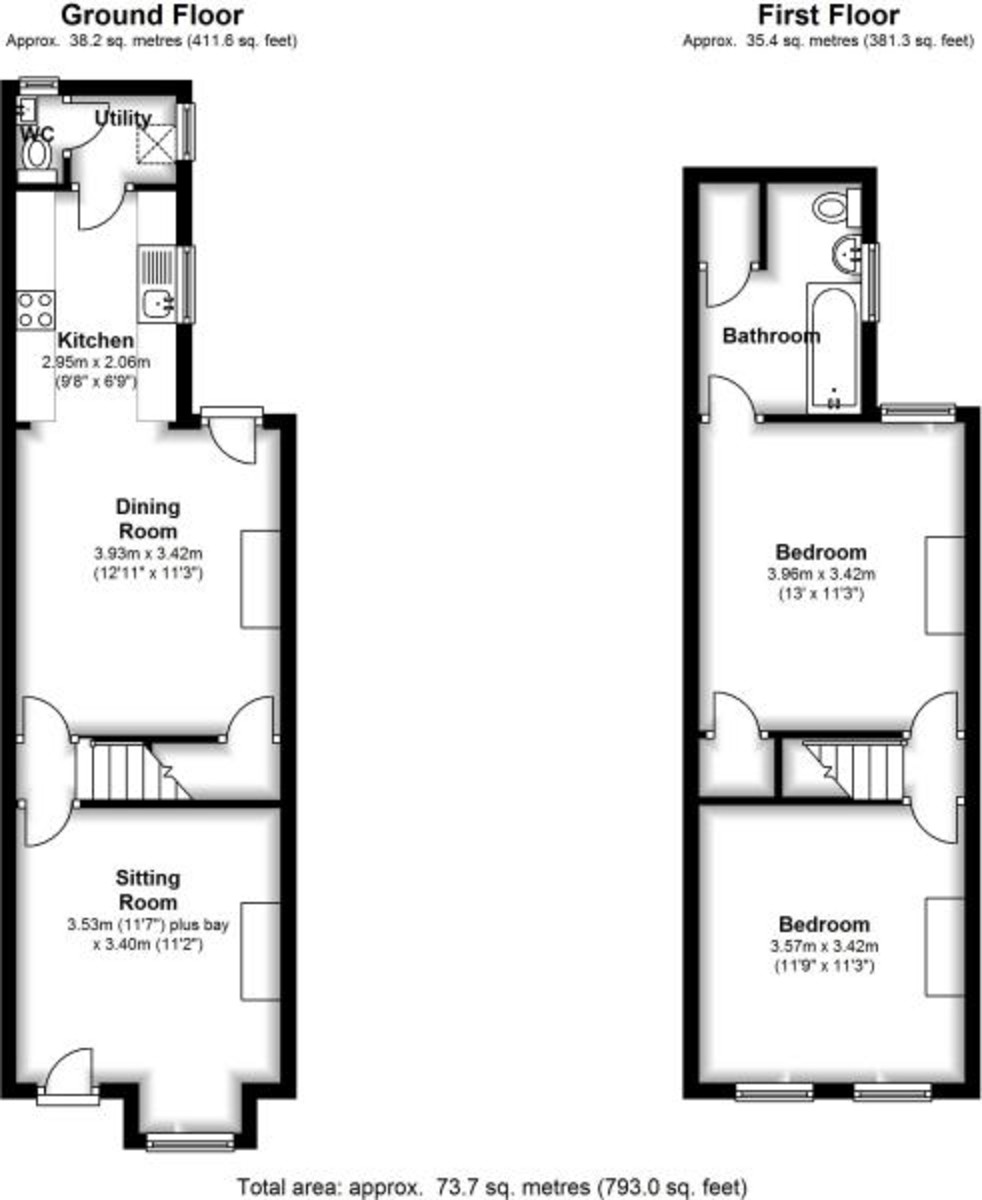 Ground Floor
Approx. 38.2 sq. metres (411.6 sq. feet)
Utility
WC
Kitchen
2.95m x 2.06m
(9'8" x 6'9")
Dining
Room
3.93m x 3.42m
(12'11" x 11'3")
Sitting
Room
3.53m (11'7") plus bay
x 3.40m (11'2")
First Floor
Approx. 35.4 sq. metres (381.3 sq. feet)
Bathroom
Bedroom
3.96m x 3.42m
(13' x 11'3")
Bedroom
3.57m x 3.42m
(11'9" x 11'3")
Total area: approx. 73.7 sq. metres (793.0 sq. feet)